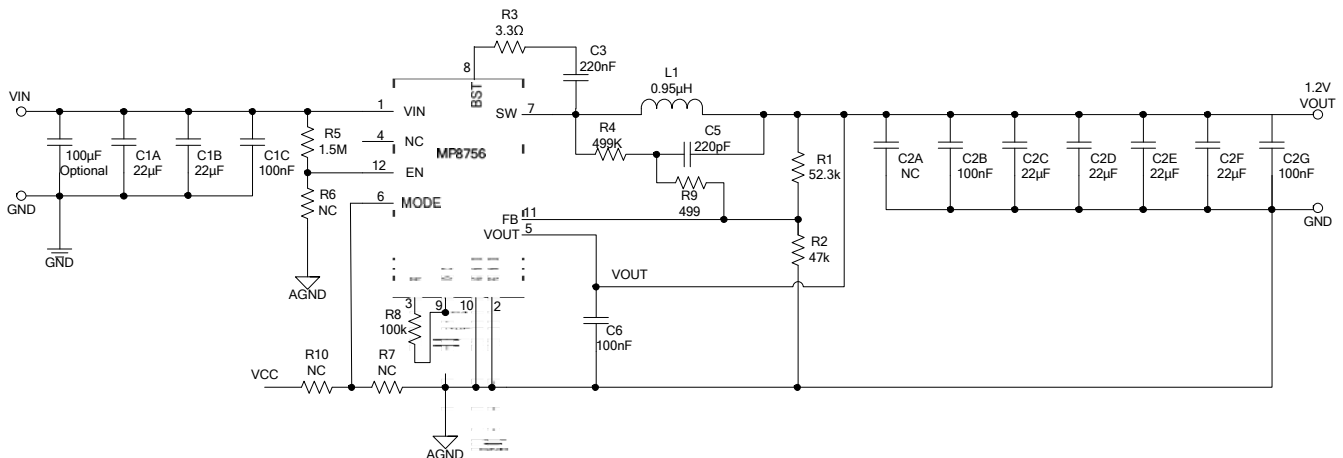 R3
3.3Ω
C3
220nF
8
BST
L1
0.95µH
VIN
1
VIN
SW
7
1.2V
VOUT
R5
1.5M
4
NC
MP8756
R4
499K
C5
220pF
R1
52.3k
100µF
Optional
C1A
22µF
C1B
22µF
C1C
100nF
C2A
NC
C2B
100nF
C2C
22µF
C2D
22µF
C2E
22µF
C2F
22µF
C2G
100nF
12
EN
R6
NC
6
MODE
R9
499
GND
FB
11
VOUT
5
GND
R2
47k
GND
VOUT
AGND
3
9
10
2
R8
100k
C6
100nF
R10
NC
R7
NC
VCC
AGND